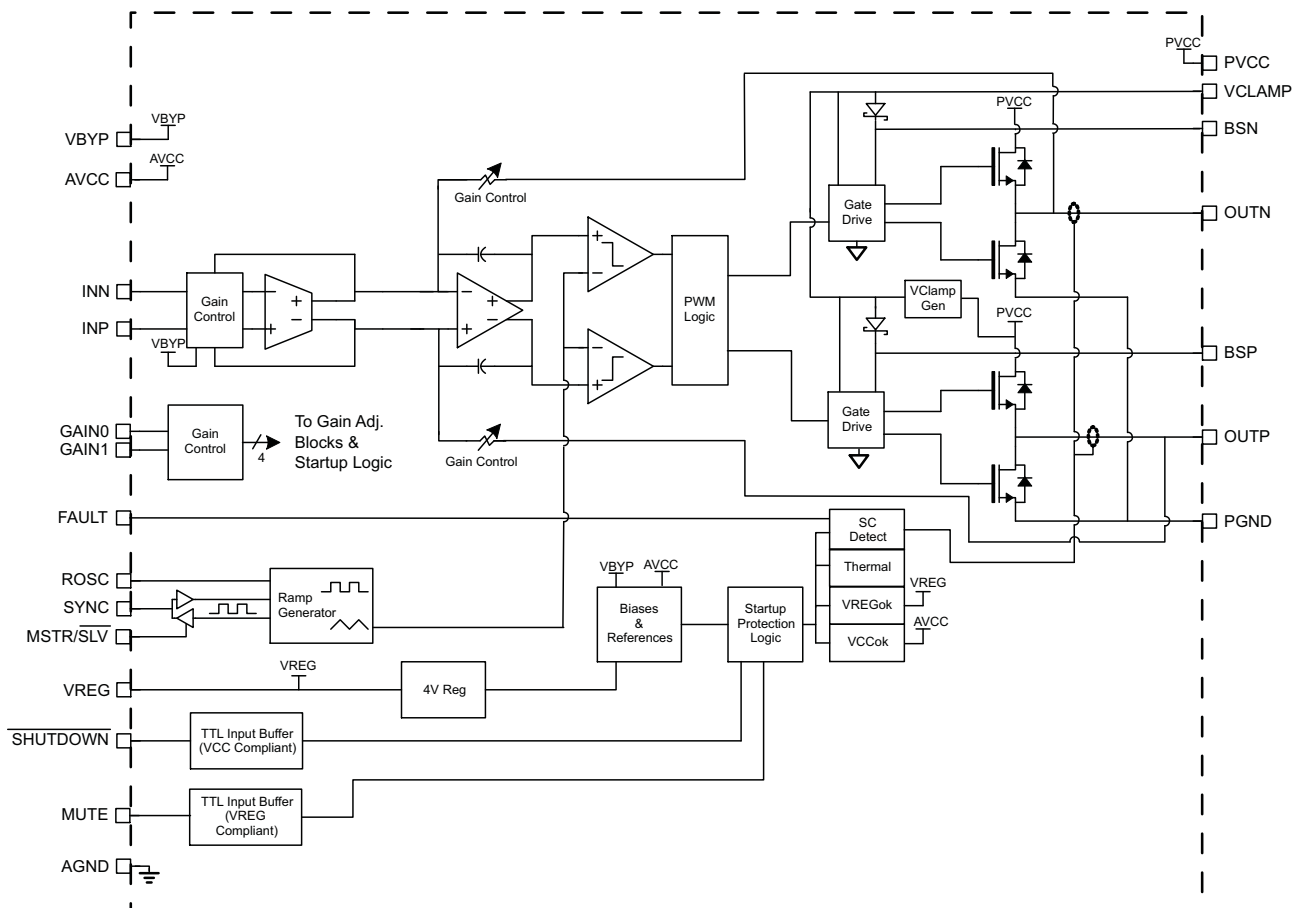 PVCC
PVCC
VCLAMP
PVCC
VBYP
VBYP
BSN
AVCC
AVCC
Gain Control
Gate
Drive
OUTN
INN
Gain
Control
+
−
−
+
INP
VBYP
−
+
+
−
+
−
−
+
PWM
Logic
VClamp
Gen
PVCC
BSP
GAIN0
GAIN1
Gain
Control
4
To Gain Adj.
Blocks &
Startup Logic
Gain Control
Gate
Drive
OUTP
FAULT
SC
Detect
PGND
Thermal
VREGok
VREG
VCCok
AVCC
ROSC
SYNC
MSTR/SLV
Ramp
Generator
VBYP
AVCC
Biases
&
References
Startup
Protection
Logic
VREG
VREG
4V Reg
SHUTDOWN
TTL Input Buffer
(VCC Compliant)
MUTE
TTL Input Buffer
(VREG
Compliant)
AGND